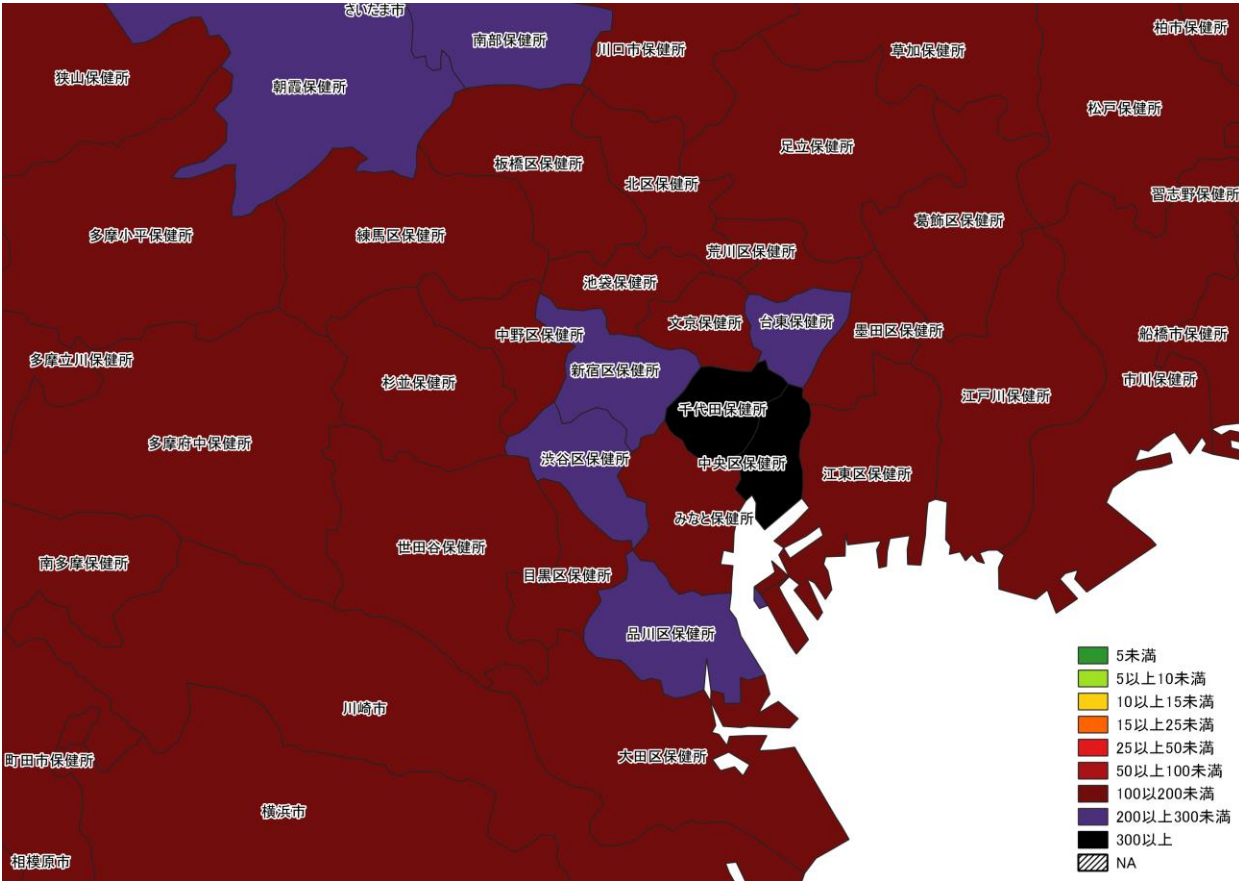 さいたま市
南部保健所
川口市保健所
草加保健所
柏市保健所
狭山保健所
朝霞保健所
松戸保健所
足立保健所
板橋区保健所
北区保健所
習志野保健所
葛飾区保健所
多摩小平保健所
練馬区保健所
荒川区保健所
池袋保健所
文京保健所
台東保健所
墨田区保健所
船橋市保健所
中野区保健所
多摩立川保健所
新宿区保健所
市川保健所
杉並保健所
江戸川保健所
千代田保健所
多摩府中保健所
渋谷区保健所
中央区保健所
江東区保健所
みなと保健所
世田谷保健所
南多摩保健所
目黒区保健所
品川区保健所
川崎市
大田区保健所
町田市保健所
横浜市
相模原市
5未満
5以上10未満
10以上15未満
15以上25未満
25以上50未満
50以上100未満
100以200未満
200以上300未満
300以上
NA